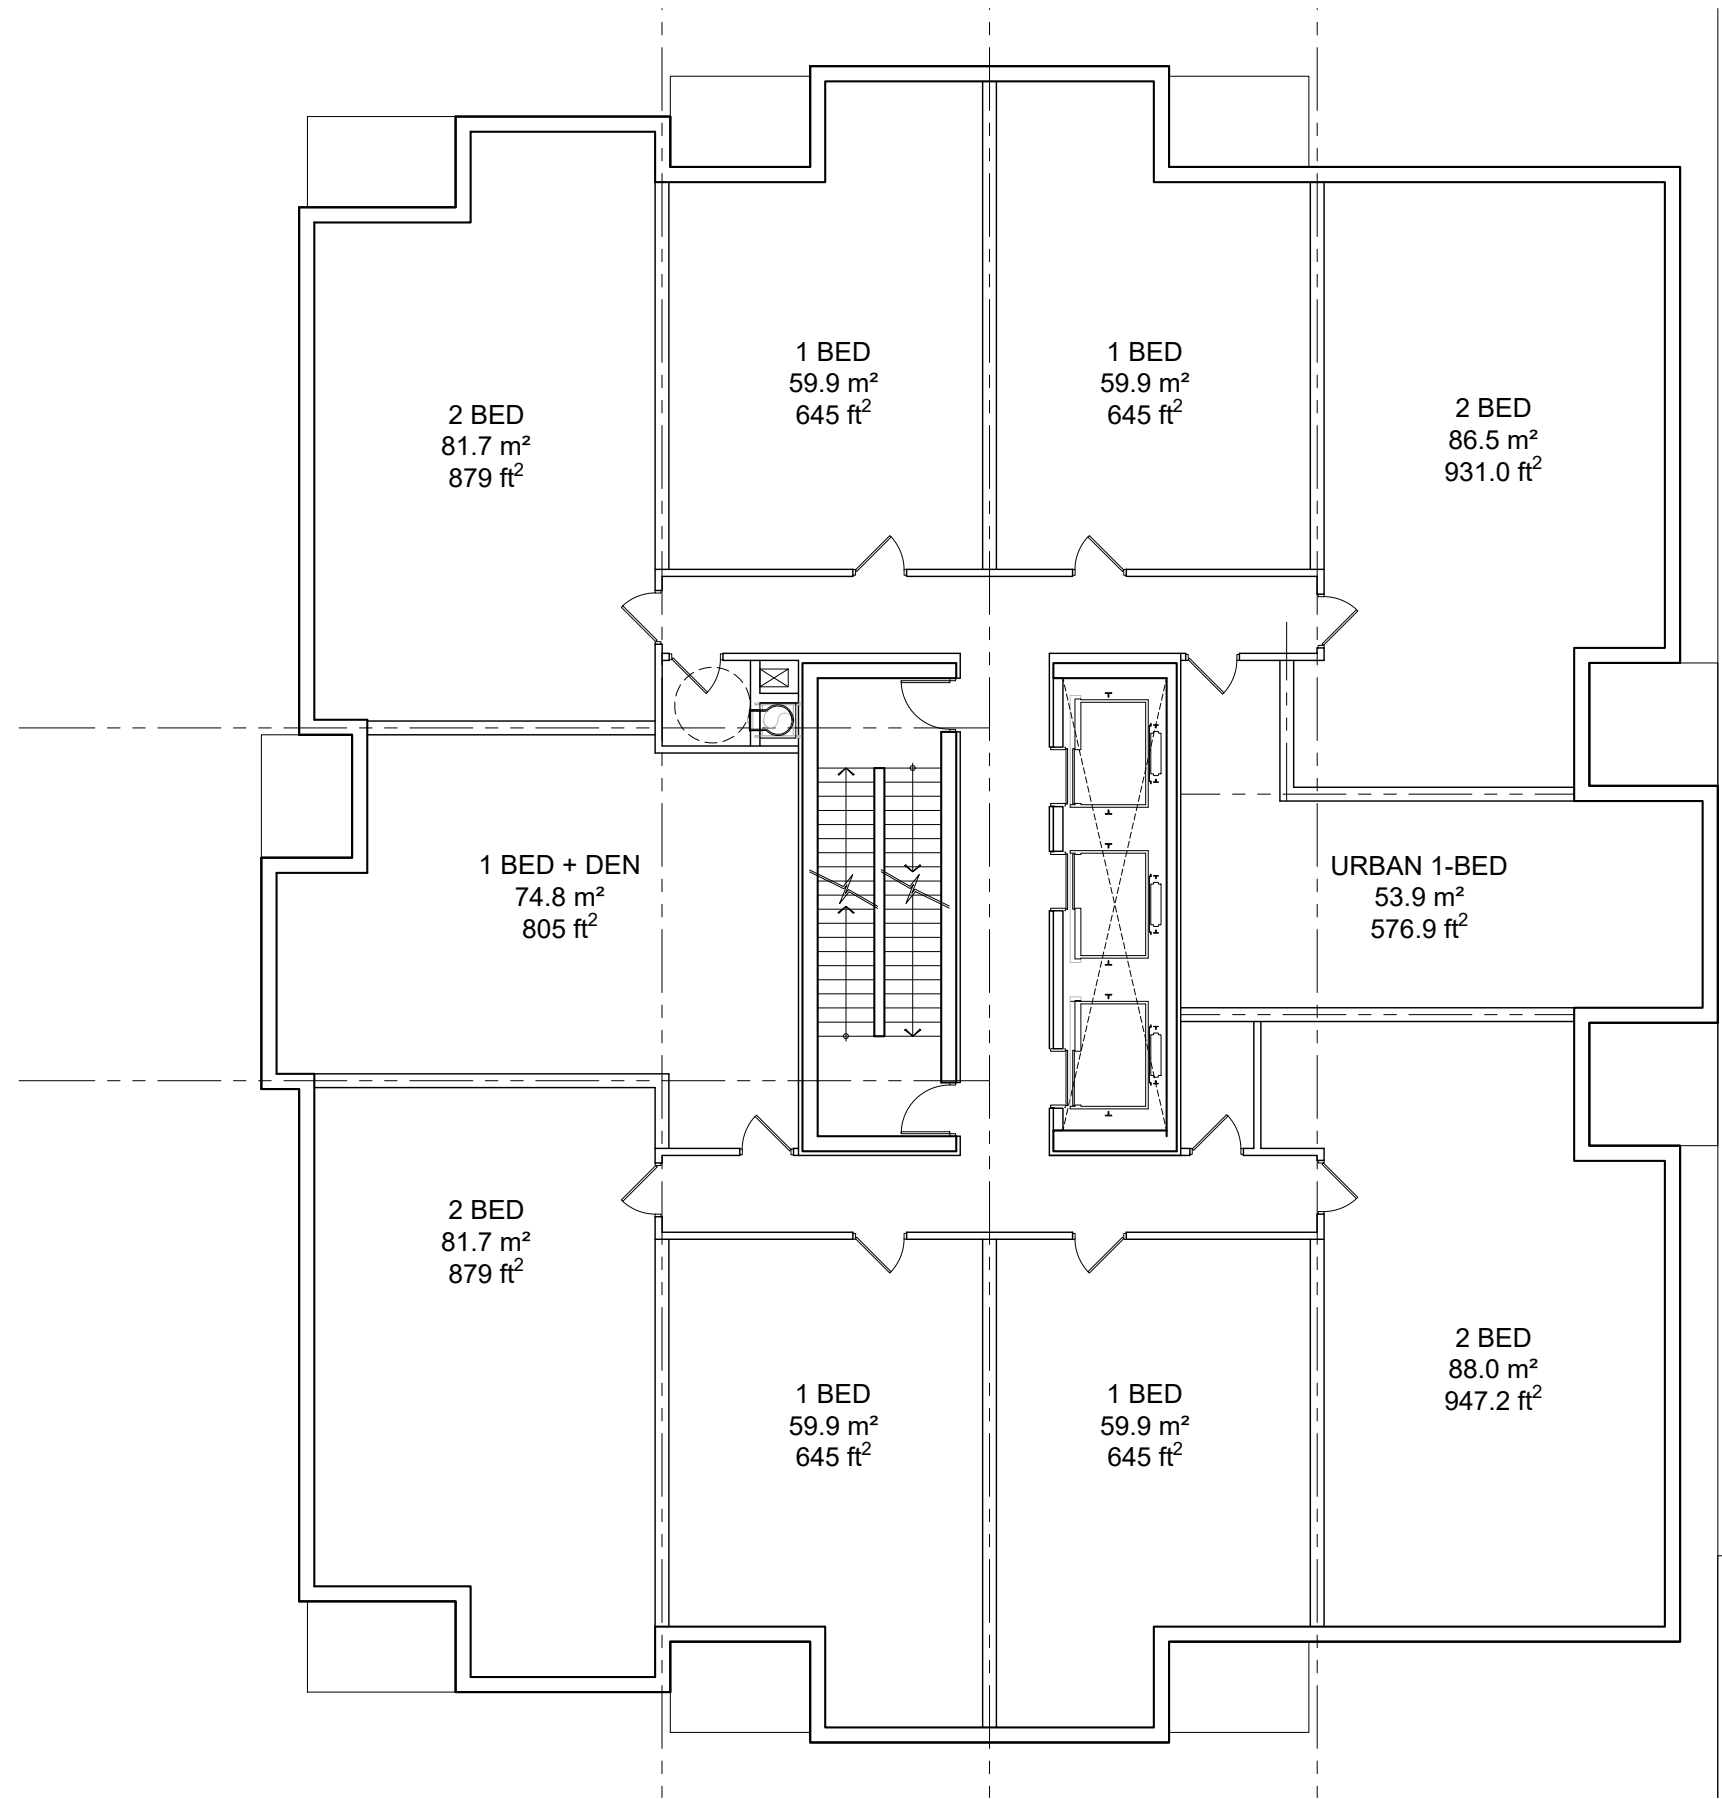 1 BED
59.9 m²
645 ft²
1 BED
59.9 m²
645 ft²
2 BED
81.7 m²
879 ft²
2 BED
86.5 m²
931.0 ft²
1 BED + DEN
74.8 m²
805 ft²
URBAN 1-BED
53.9 m²
576.9 ft²
2 BED
81.7 m²
879 ft²
1 BED
59.9 m²
645 ft²
1 BED
59.9 m²
645 ft²
2 BED
88.0 m²
947.2 ft²